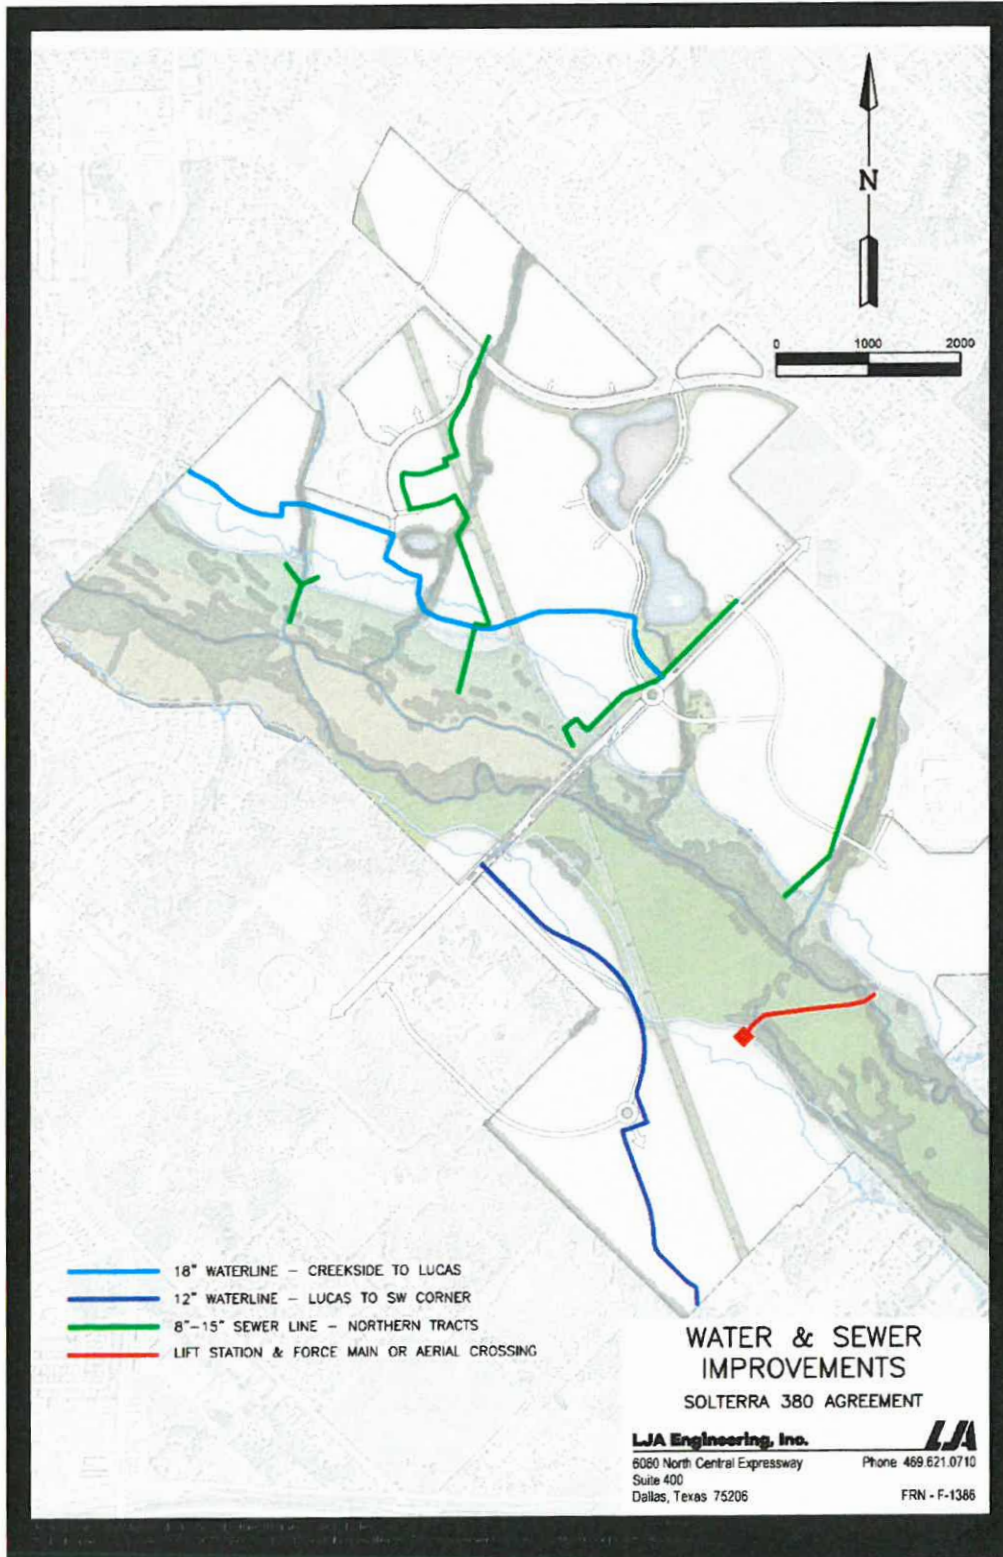 N
0 1000 2000
18" WATERLINE – CREEKSIDE TO LUCAS
12" WATERLINE – LUCAS TO SW CORNER
8"-15" SEWER LINE – NORTHERN TRACTS
LIFT STATION & FORCE MAIN OR AERIAL CROSSING
WATER & SEWER
IMPROVEMENTS
SOLTERRA 380 AGREEMENT
LJA Engineering, Inc.
LJA
6060 North Central Expressway
Phone 469.621.0710
Suite 400
Dallas, Texas 75206
FRN - F-1386